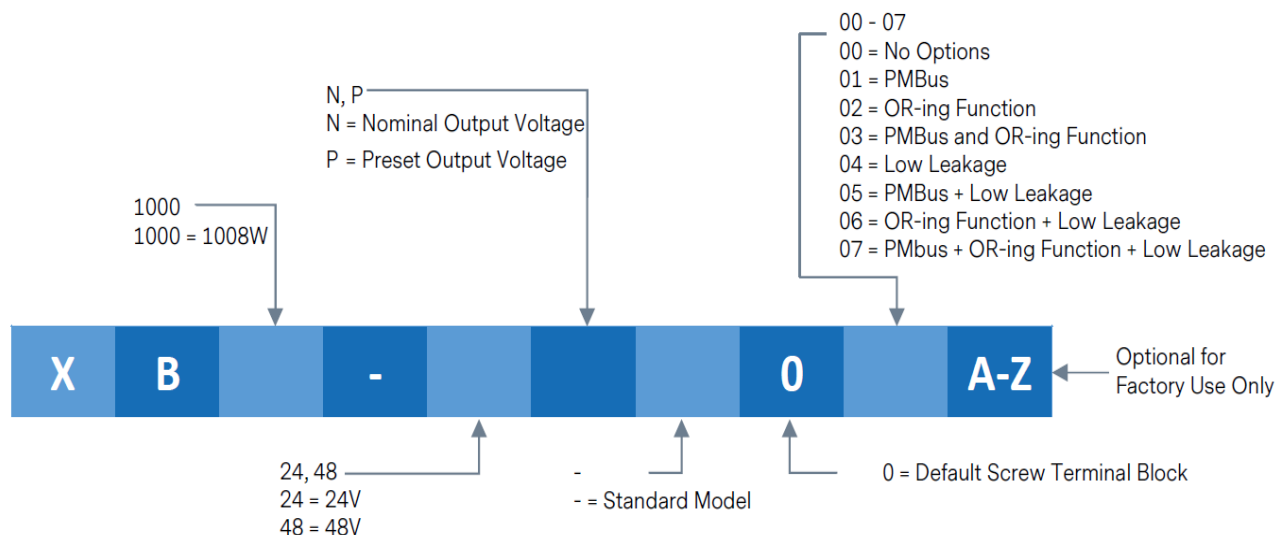 00 - 07
00 = No Options
01 = PMBus
02 = OR-ing Function
03 = PMBus and OR-ing Function
04 = Low Leakage
05 = PMBus + Low Leakage
06 = OR-ing Function + Low Leakage
07 = PMbus + OR-ing Function + Low Leakage
N, P
N = Nominal Output Voltage
P = Preset Output Voltage
1000
1000 = 1008W
X B - 0 A-Z
Optional for
Factory Use Only
24, 48
24 = 24V
48 = 48V
-
- = Standard Model
0 = Default Screw Terminal Block